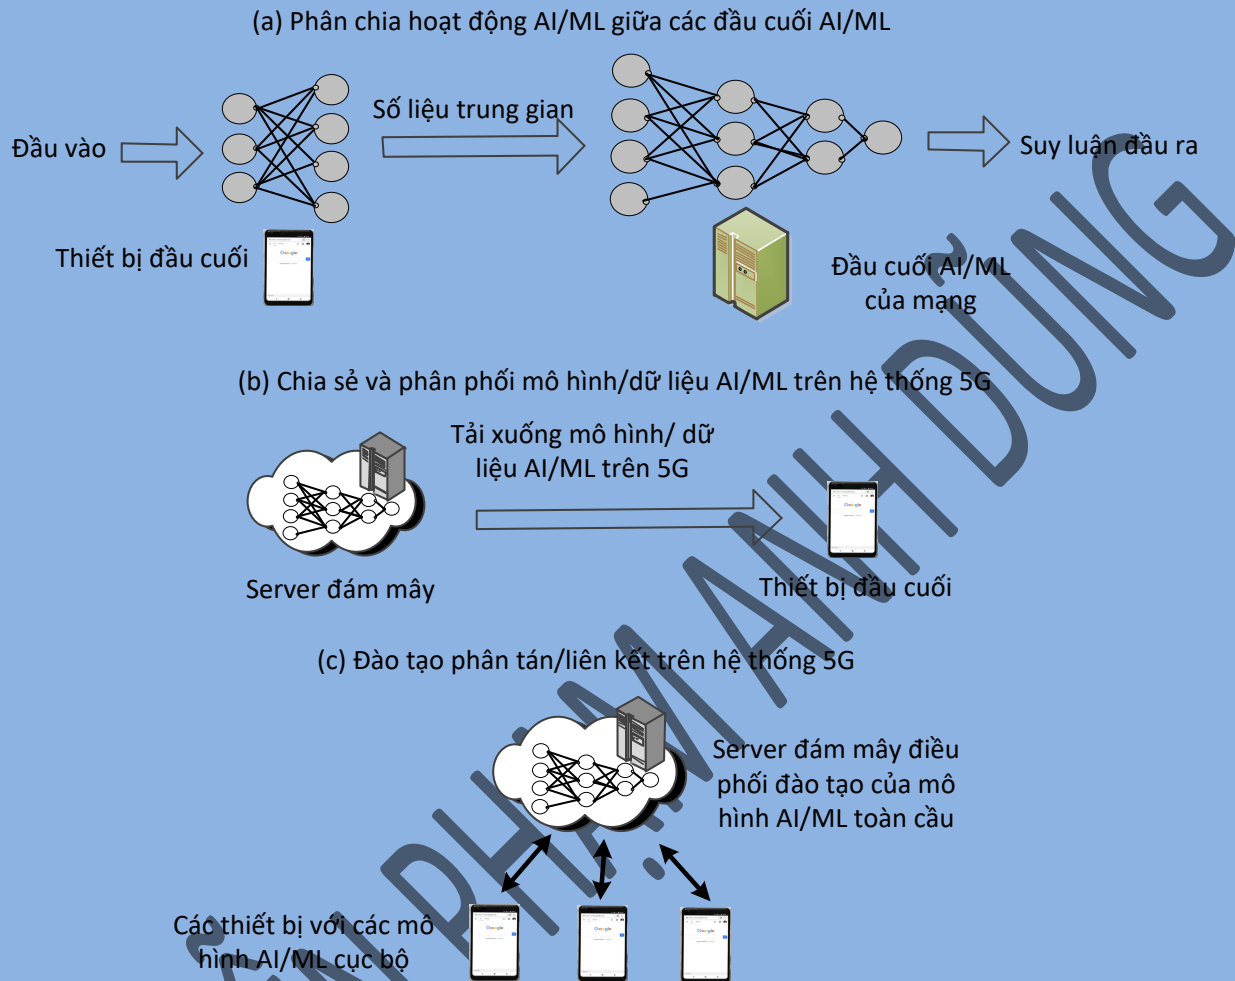 (a) Phân chia hoạt động AI/ML giữa các đầu cuối AI/ML
Số liệu trung gian
Đầu vào
Suy luận đầu ra
Thiết bị đầu cuối
Google
Đầu cuối AI/ML
của mạng
(b) Chia sẻ và phân phối mô hình/dữ liệu AI/ML trên hệ thống 5G
Tải xuống mô hình/ dữ
liệu AI/ML trên 5G
Google
Server đám mây
Thiết bị đầu cuối
(c) Đào tạo phân tán/liên kết trên hệ thống 5G
Server đám mây điều
phối đào tạo của mô
hình AI/ML toàn cầu
Các thiết bị với các mô
hình AI/ML cục bộ
Google
Google
Google
PHẠM ANH DŨNG